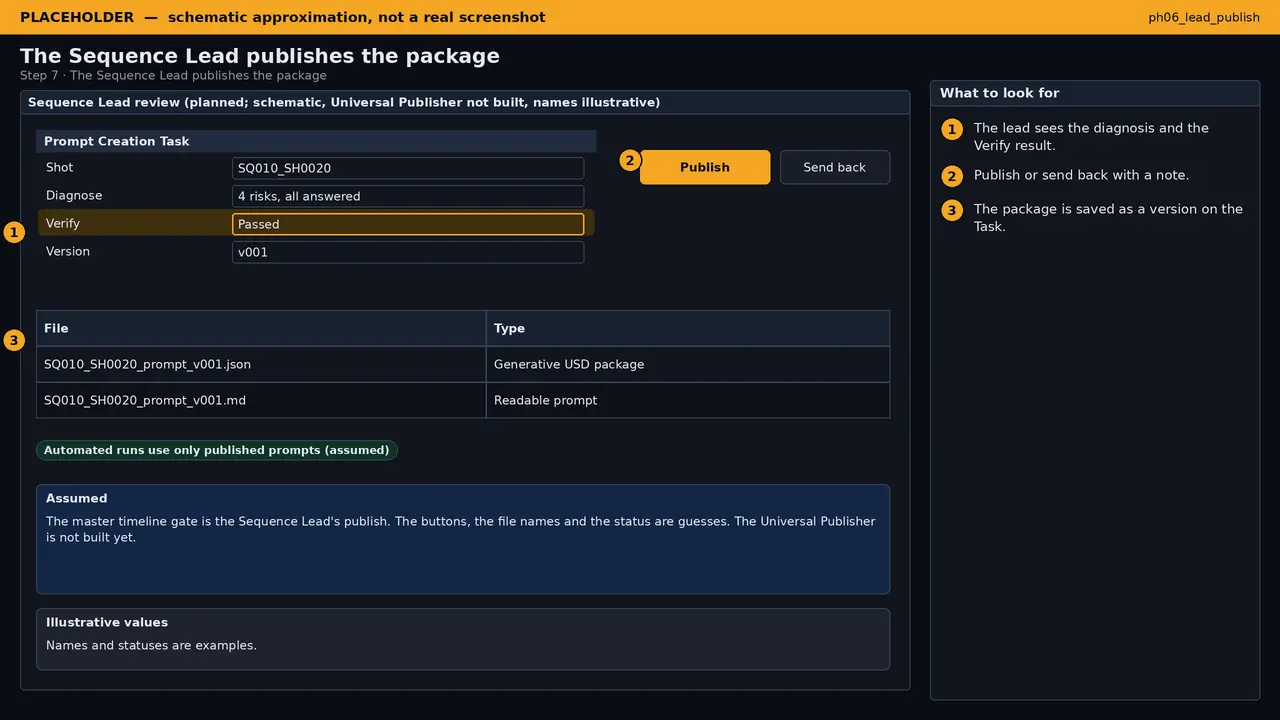 PLACEHOLDER — schematic approximation, not a real screenshot
ph06_lead_publish
The Sequence Lead publishes the package
Step 7 · The Sequence Lead publishes the package
Sequence Lead review (planned; schematic, Universal Publisher not built, names illustrative)
Prompt Creation Task
Shot
SQ010_SH0020
Diagnose
4 risks, all answered
1
Verify
Passed
Version
v001
2
Publish
Send back
3
File
Type
SQ010_SH0020_prompt_v001.json
Generative USD package
SQ010_SH0020_prompt_v001.md
Readable prompt
Automated runs use only published prompts (assumed)
Assumed
The master timeline gate is the Sequence Lead's publish. The buttons, the file names and the status are guesses. The Universal Publisher
is not built yet.
Illustrative values
Names and statuses are examples.
What to look for
1
The lead sees the diagnosis and the
Verify result.
2
Publish or send back with a note.
3
The package is saved as a version on the
Task.